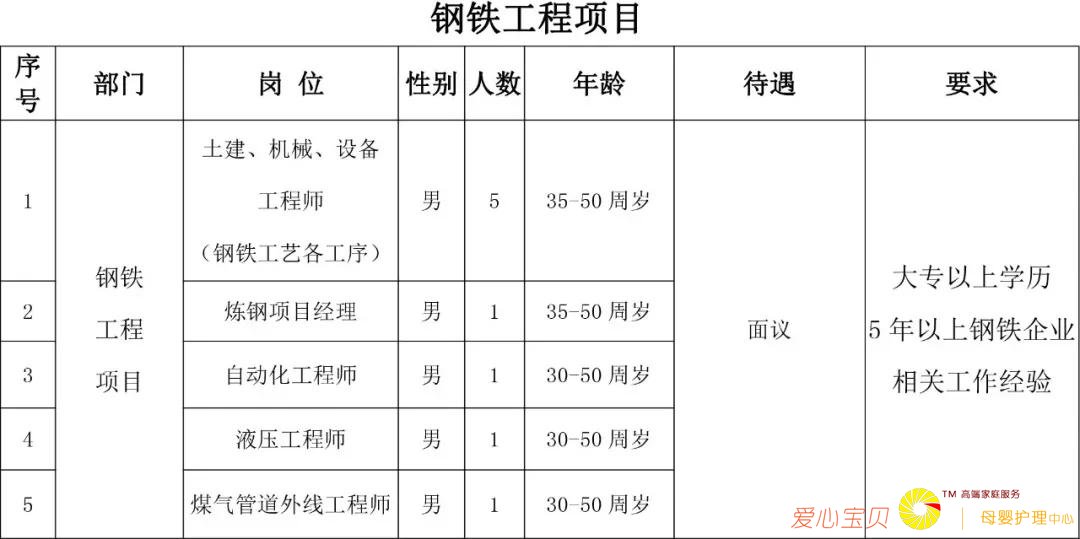 钢铁工程项目
序号 部门 岗 位 性别 人数 年龄 待遇 要求
1 土建、机械、设备
工程师
(钢铁工艺各工序) 男 5 35-50 周岁
2 炼钢项目经理 男 1 35-50 周岁
3 自动化工程师 男 1 30-50 周岁
4 液压工程师 男 1 30-50 周岁
5 煤气管道外线工程师 男 1 30-50 周岁
钢铁
工程
项目
面议
大专以上学历
5 年以上钢铁企业
相关工作经验
爱心宝贝
TM 高端家庭服务
母婴护理中心